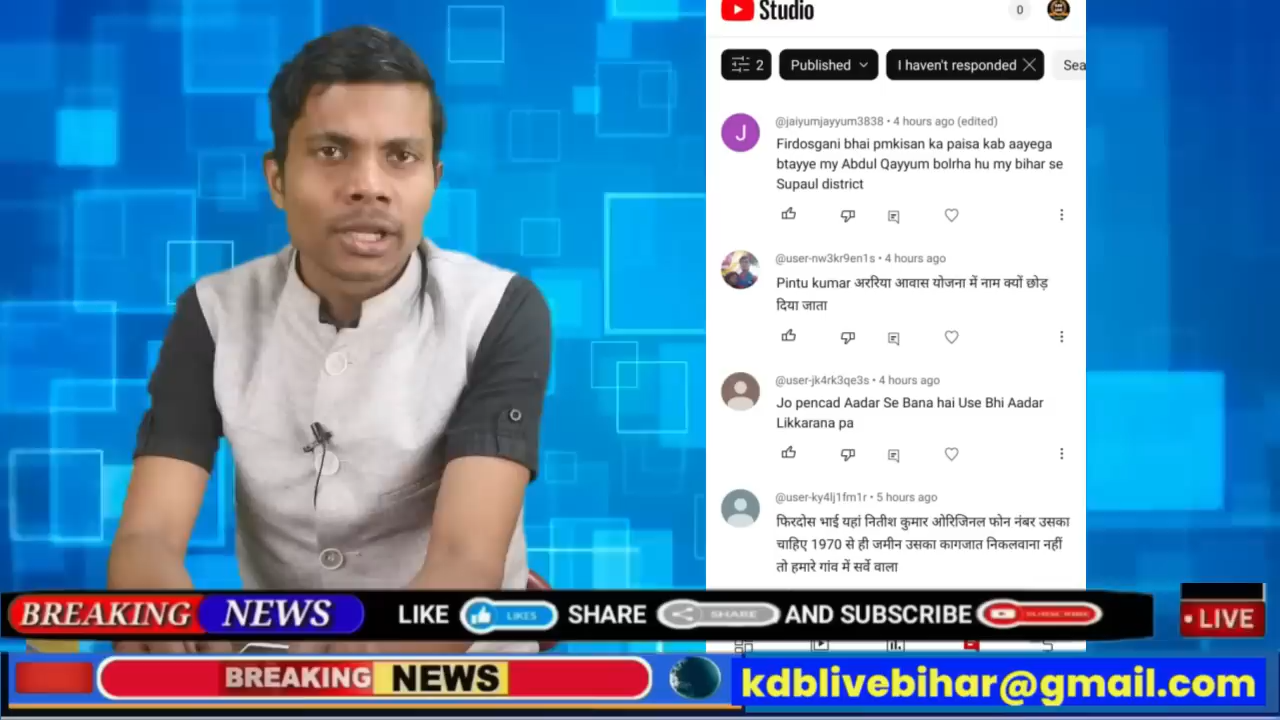 Studio
0
2
Published
I haven't responded
Sea
J
@jaiyumjayyum3838 • 4 hours ago (edited)
Firdosgani bhai pmkisan ka paisa kab aayega
btayye my Abdul Qayyum bolrha hu my bihar se
Supaul district
@user-nw3kr9en1s • 4 hours ago
Pintu kumar अररिया आवास योजना में नाम क्यों छोड़
दिया जाता
@user-jk4rk3qe3s • 4 hours ago
Jo pencad Aadar Se Bana hai Use Bhi Aadar
Likkarana pa
@user-ky4lj1fm1r • 5 hours ago
फिरदोस भाई यहां नितीश कुमार ओरिजिनल फोन नंबर उसका
चाहिए 1970 से ही जमीन उसका कागजात निकलवाना नहीं
तो हमारे गांव में सर्वे वाला
BREAKING NEWS LIKE LIKES SHARE SHARE AND SUBSCRIBE
LIVE
BREAKING NEWS
kdblivebihar@gmail.com